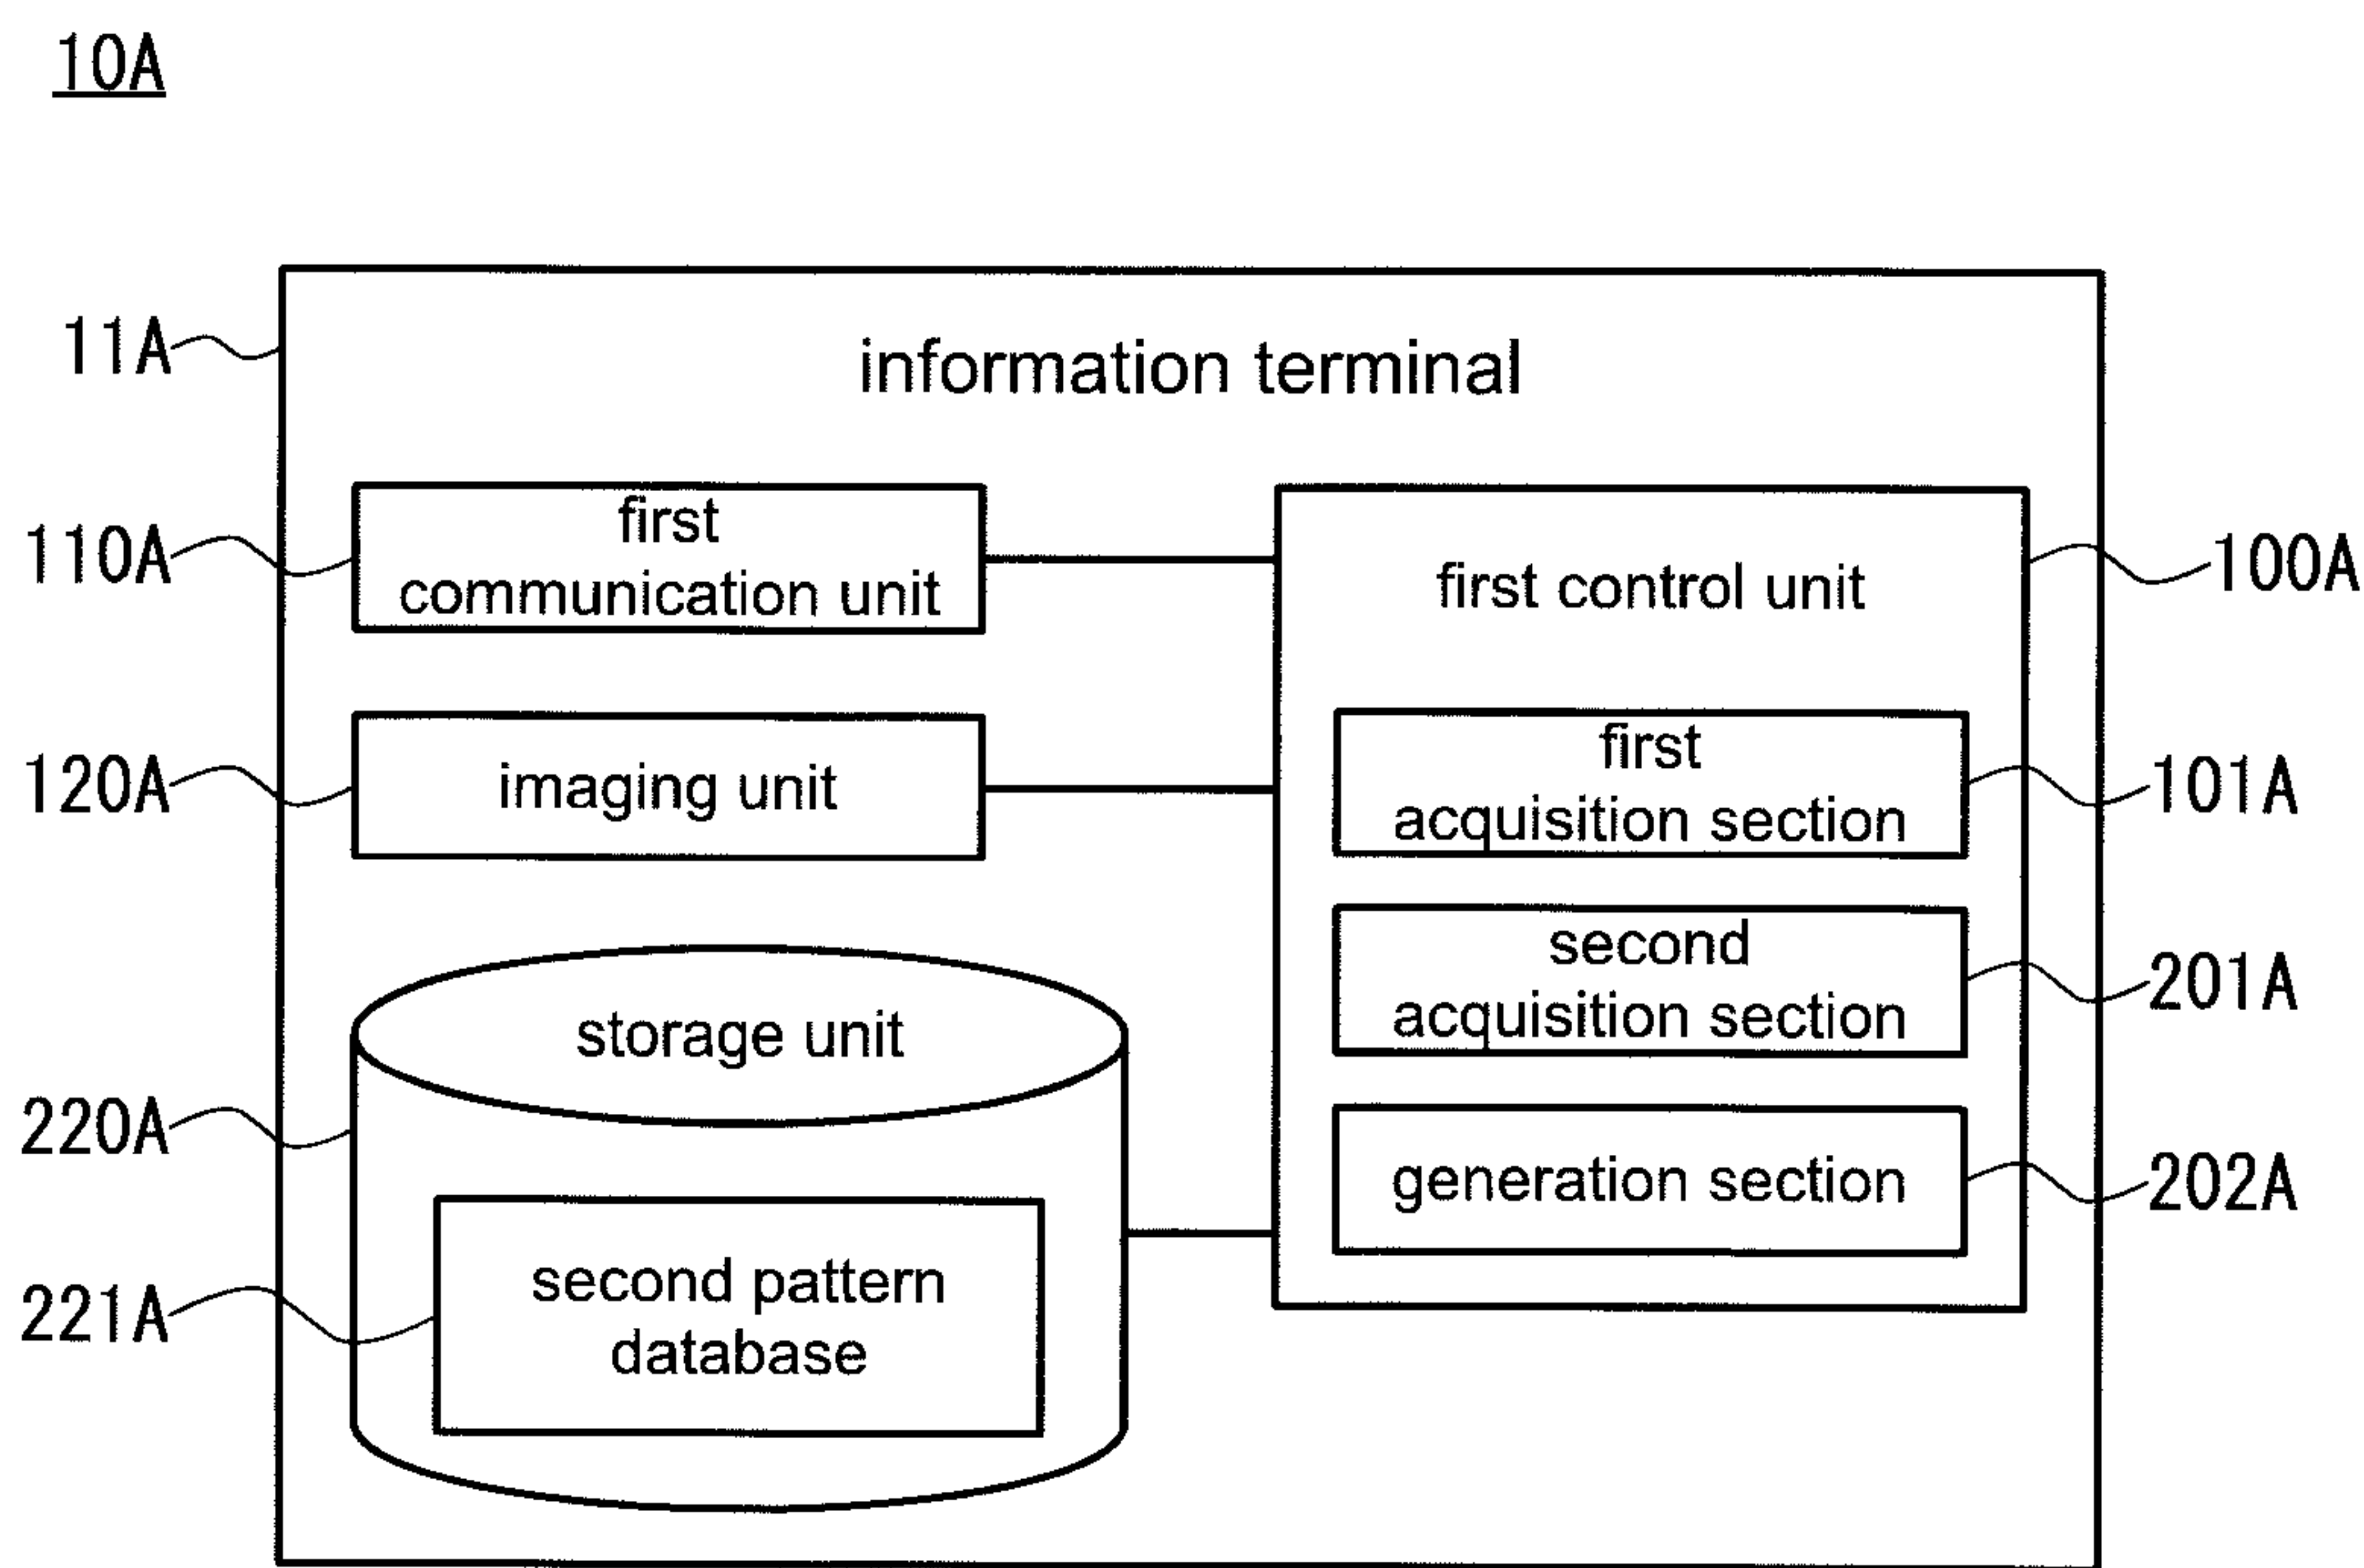 10A
11A
information terminal
110A
first
communication unit
first control unit
100A
120A
imaging unit
first
acquisition section
101A
second
acquisition section
201A
220A
storage unit
generation section
202A
221A
second pattern
database